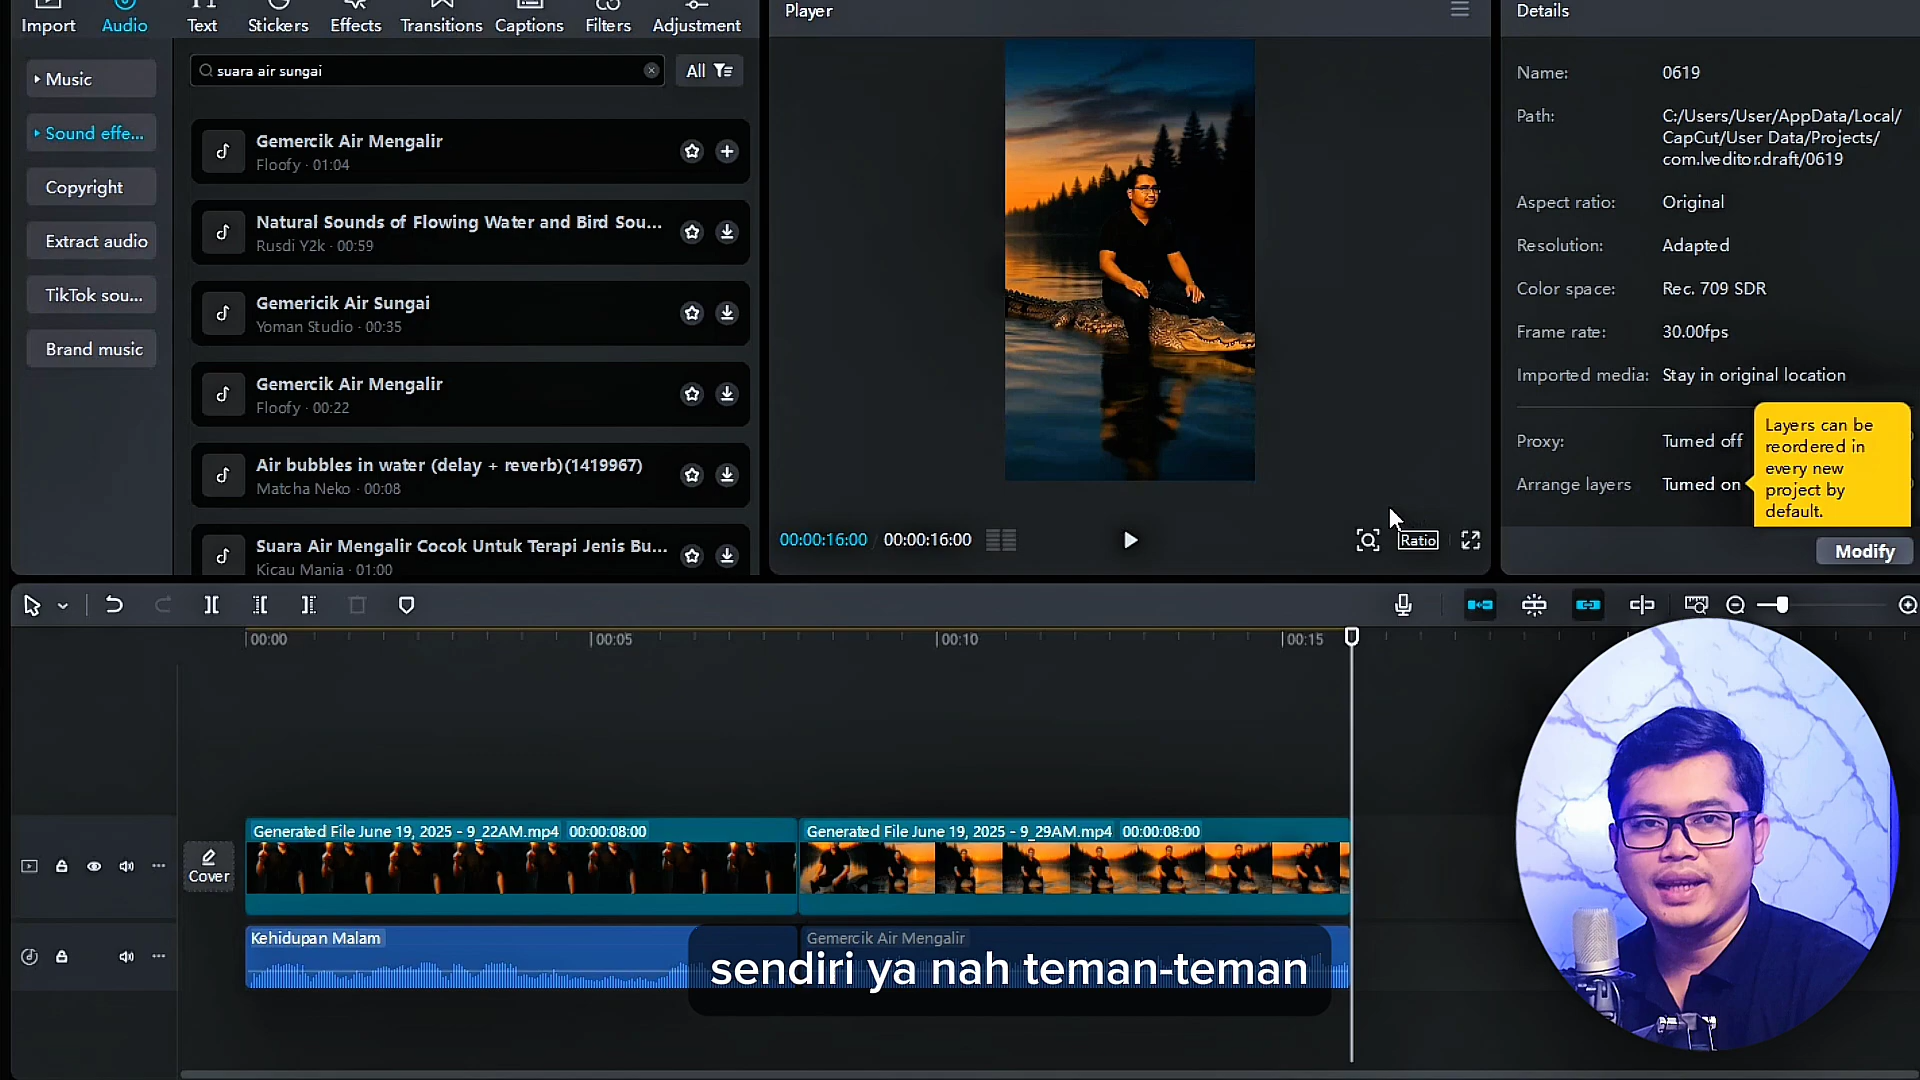 Import
Audio
Text
Stickers
Effects
Transitions
Captions
Filters
Adjustment
Music
Sound effe...
Copyright
Extract audio
TikTok sou...
Brand music
suara air sungai
All
Gemercik Air Mengalir
Floofy · 01:04
Natural Sounds of Flowing Water and Bird Sou...
Rusdi Y2k · 00:59
Gemericik Air Sungai
Yoman Studio · 00:35
Gemercik Air Mengalir
Floofy · 00:22
Air bubbles in water (delay + reverb)(1419967)
Matcha Neko · 00:08
Suara Air Mengalir Cocok Untuk Terapi Jenis Bu...
Kicau Mania · 01:00
Player
00:00:16:00 / 00:00:16:00
Ratio
Details
Name: 0619
Path: C:/Users/User/AppData/Local/
CapCut/User Data/Projects/
com.lveditor.draft/0619
Aspect ratio: Original
Resolution: Adapted
Color space: Rec. 709 SDR
Frame rate: 30.00fps
Imported media: Stay in original location
Proxy: Turned off
Arrange layers Turned on
Layers can be
reordered in
every new
project by
default.
Modify
00:00
00:05
00:10
00:15
Cover
Generated File June 19, 2025 - 9_22AM.mp4 00:00:08:00
Generated File June 19, 2025 - 9_29AM.mp4 00:00:08:00
Kehidupan Malam
Gemercik Air Mengalir
sendiri ya nah teman-teman